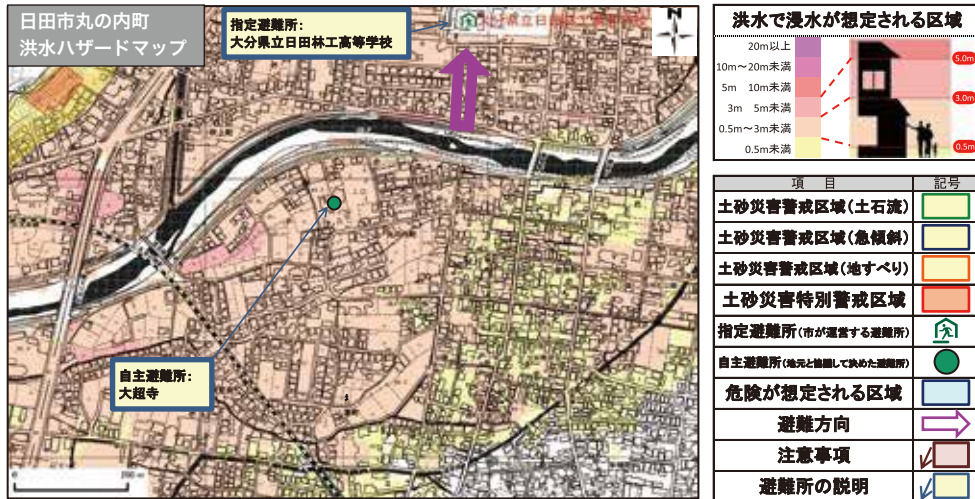 日田市丸の内町
洪水ハザードマップ
指定避難所:
大分県立日田林工高等学校
N
自主避難所:
大超寺
0
200 m
洪水で浸水が想定される区域
20m以上
10m～20m未満
5m 10m未満
3m 5m未満
0.5m～3m未満
0.5m未満
5.0m
3.0m
0.5m
項 目 記号
土砂災害警戒区域(土石流)
土砂災害警戒区域(急傾斜)
土砂災害警戒区域(地すべり)
土砂災害特別警戒区域
指定避難所(市が運営する避難所)
自主避難所(地元と協働して決めた避難所)
危険が想定される区域
避難方向
注意事項
避難所の説明